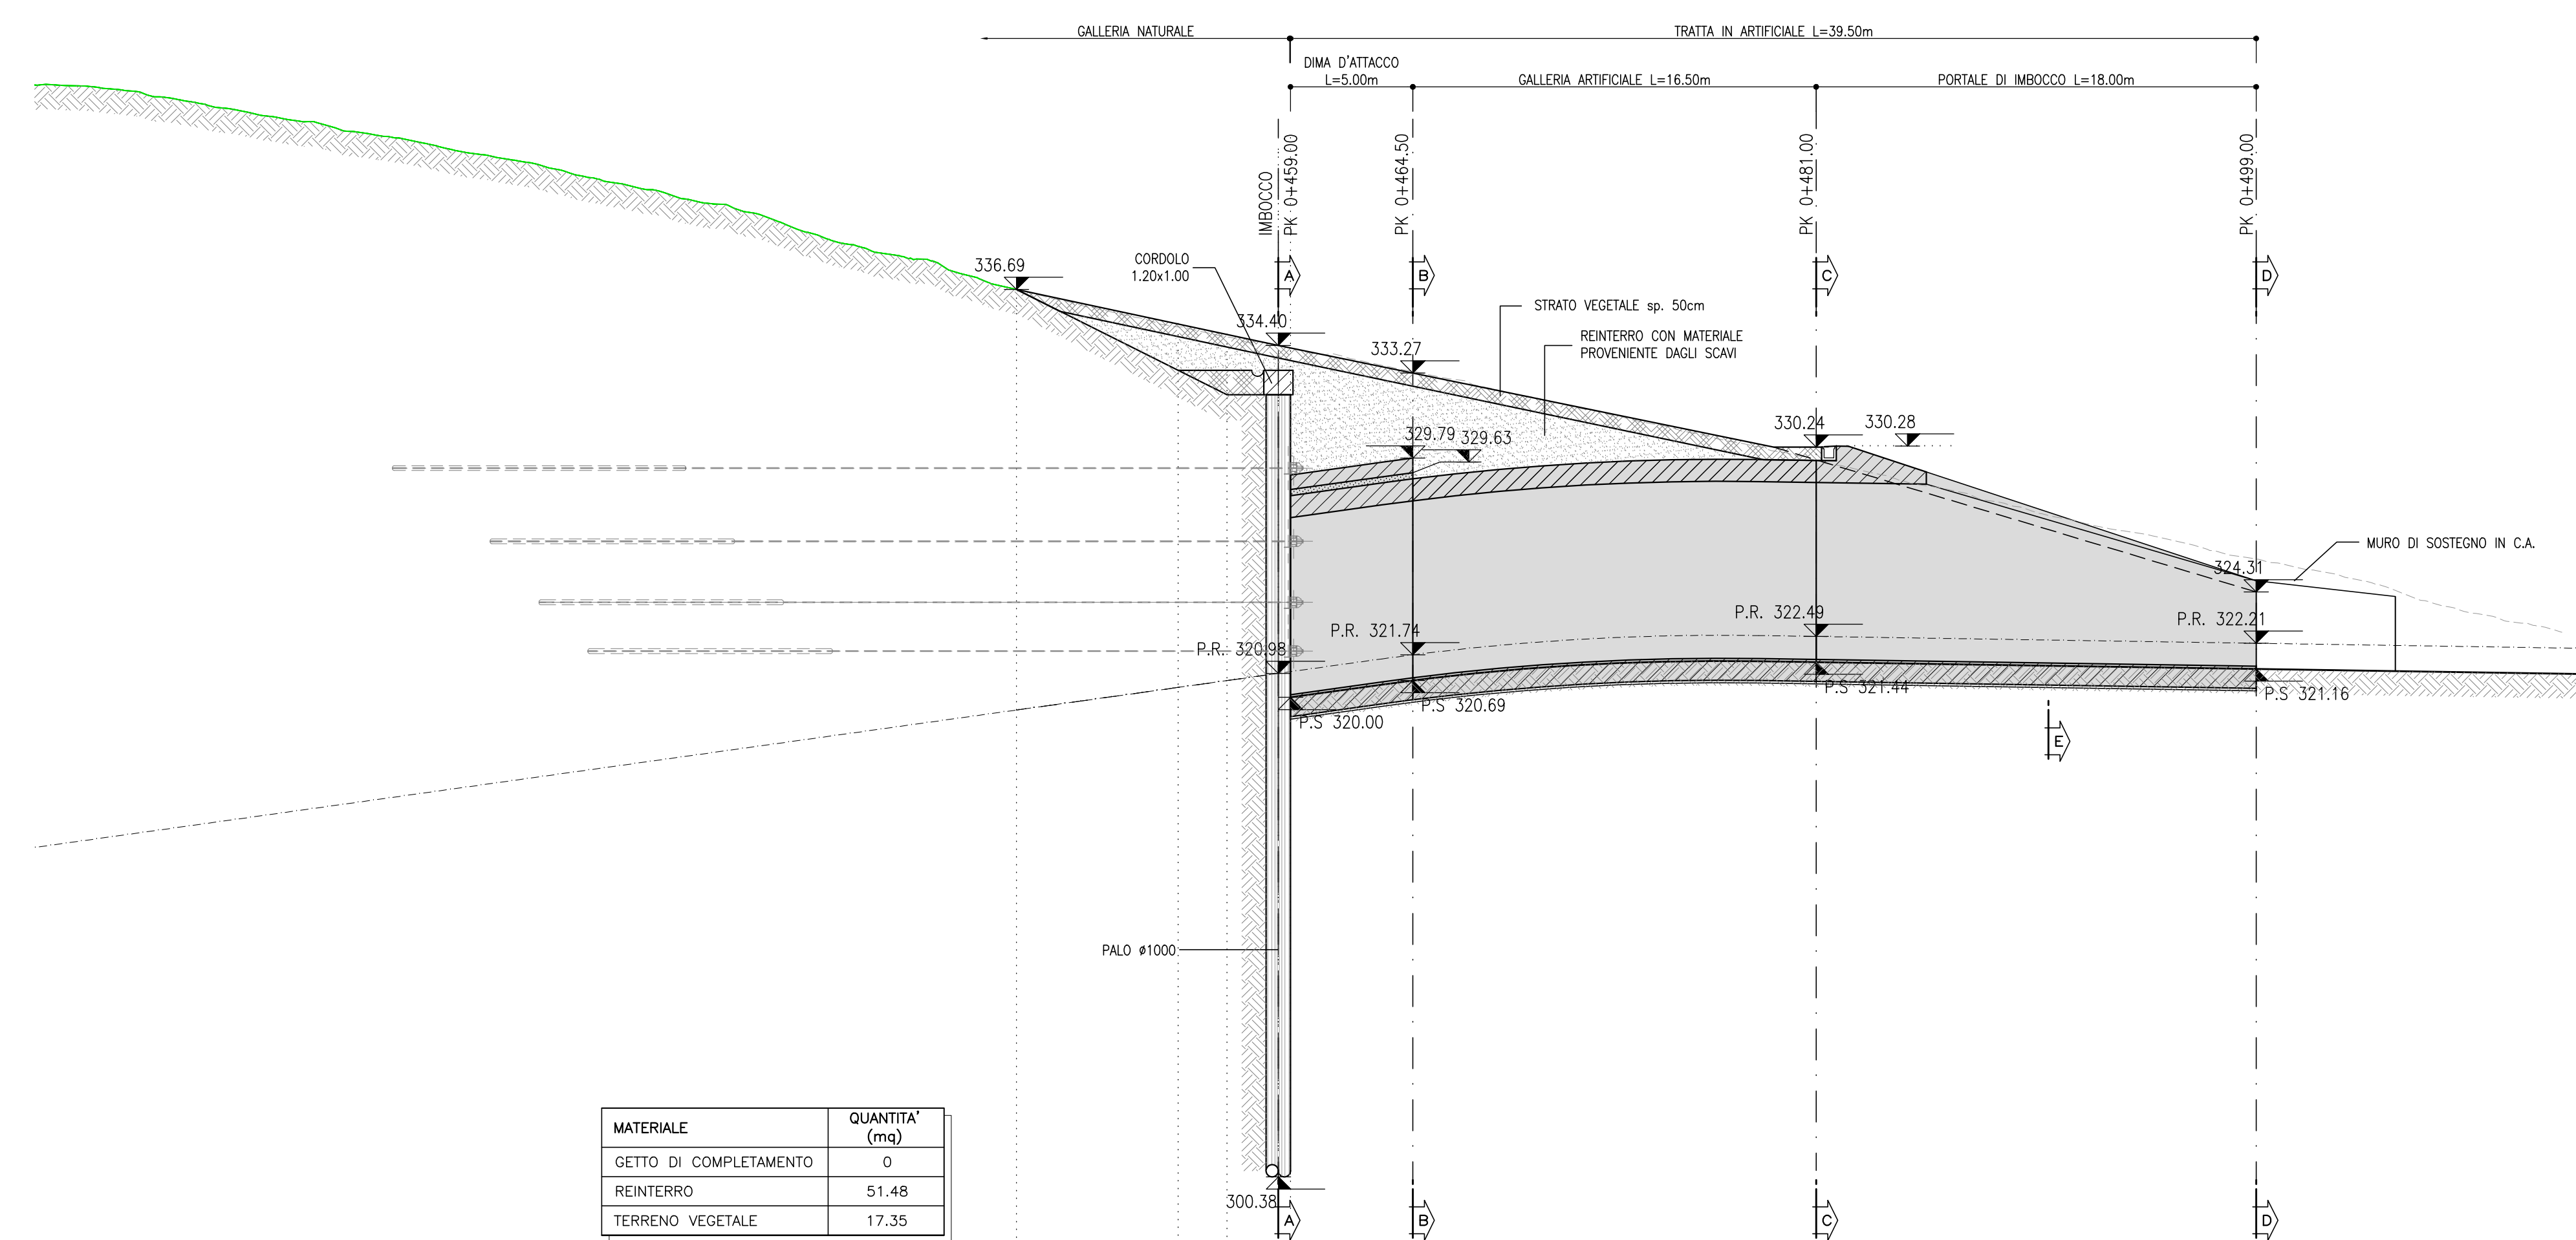 GALLERIA NATURALE
TRATTA IN ARTIFICIALE L=39.50m
DIMA D'ATTACCO
L=5.00m
GALLERIA ARTIFICIALE L=16.50m
PORTALE DI IMBOCCO L=18.00m
IMBOCCO
PK 0+459.00
PK 0+464.50
PK 0+481.00
PK 0+499.00
A
B
C
D
336.69
CORDOLO
1.20x1.00
334.40
333.27
STRATO VEGETALE sp. 50cm
REINTERRO CON MATERIALE
PROVENIENTE DAGLI SCAVI
330.24
330.28
329.79
329.63
MURO DI SOSTEGNO IN C.A.
324.31
P.R. 320.98
P.R. 321.74
P.R. 322.49
P.R. 322.21
P.S 320.00
P.S 320.69
P.S 321.44
P.S 321.16
E
PALO ø1000
300.38
A
B
C
D
MATERIALE
QUANTITA'
(mq)
GETTO DI COMPLETAMENTO
0
REINTERRO
51.48
TERRENO VEGETALE
17.35